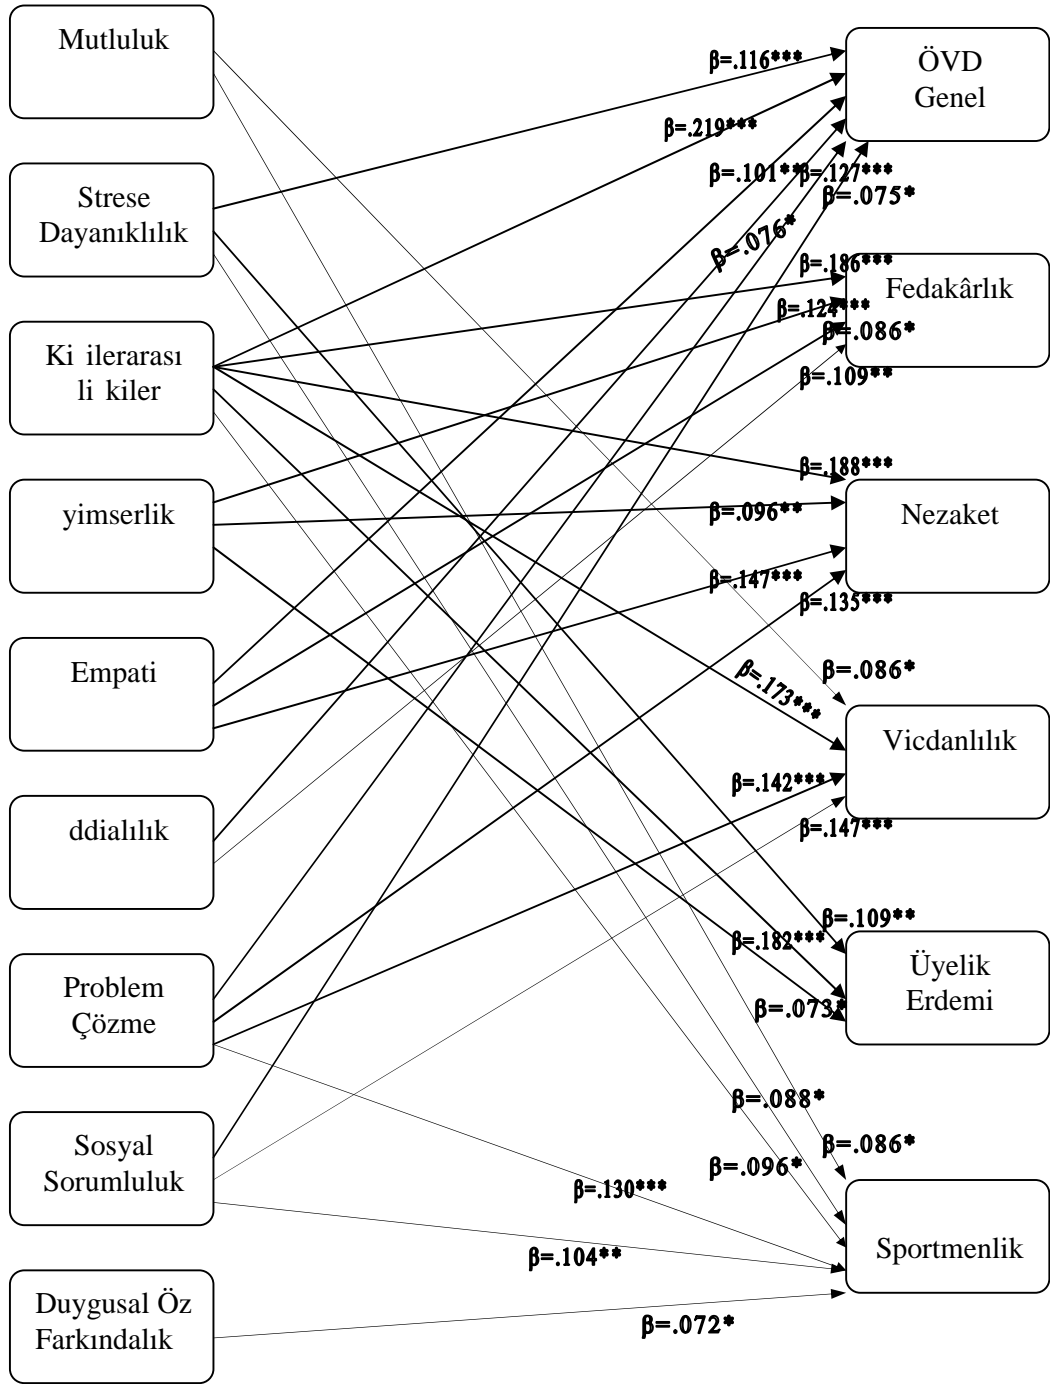 Mutluluk
Strese
Dayanıklılık
Ki ilerarası
li kiler
yimserlik
Empati
ddialılık
Problem
Çözme
Sosyal
Sorumluluk
Duygusal Öz
Farkındalık
β=.116***
β=.219***
β=.101**
β=.127***
β=.075*
β=.076*
β=.186***
β=.124***
β=.086*
β=.109**
β=.188***
β=.096**
β=.147***
β=.135***
β=.086*
β=.173***
β=.142***
β=.147***
β=.109**
β=.182***
β=.073*
β=.088*
β=.086*
β=.096*
β=.130***
β=.104**
β=.072*
ÖVD
Genel
Fedakârlık
Nezaket
Vicdanlılık
Üyelik
Erdemi
Sportmenlik